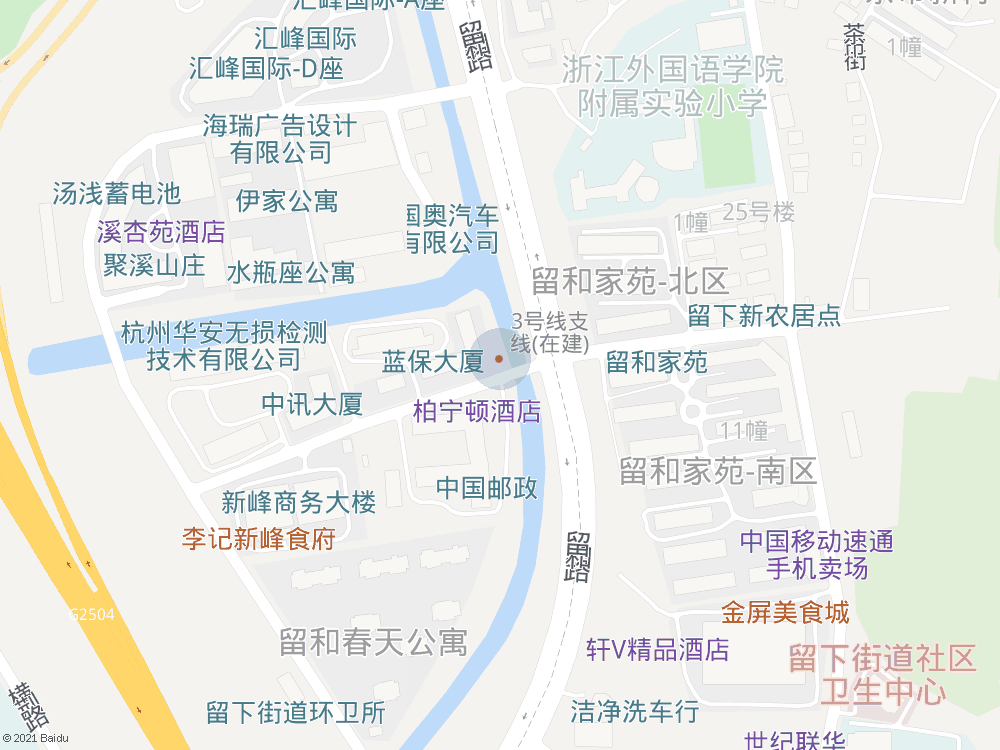 汇峰国际-A座
汇峰国际
汇峰国际-D座
留和路
茶市街
1幢
浙江外国语学院
附属实验小学
海瑞广告设计
有限公司
汤浅蓄电池
伊家公寓
溪杏苑酒店
国奥汽车
有限公司
25号楼
1幢
聚溪山庄
水瓶座公寓
留和家苑-北区
3号线支
线(在建)
留下新农居点
杭州华安无损检测
技术有限公司
蓝保大厦
留和家苑
中讯大厦
柏宁顿酒店
11幢
留和家苑-南区
新峰商务大楼
中国邮政
李记新峰食府
留和路
中国移动速通
手机卖场
G2504
金屏美食城
留和春天公寓
轩V精品酒店
留下街道社区
卫生中心
横街路
留下街道环卫所
洁净洗车行
世纪联华
© 2021 Baidu